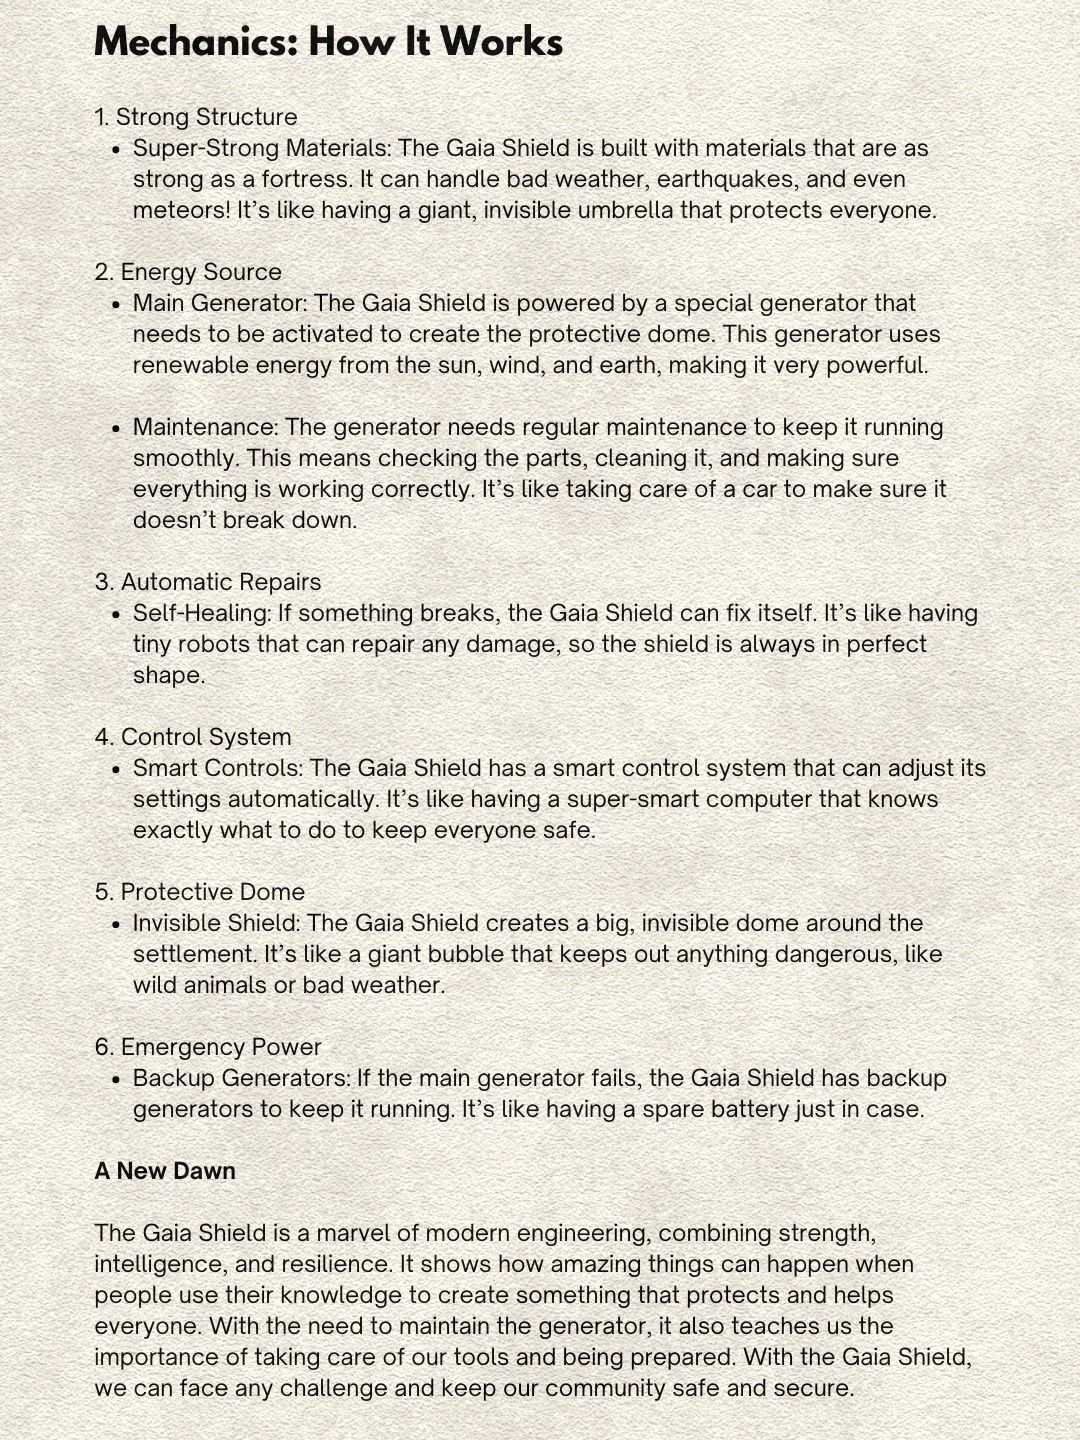 Mechanics: How It Works
1. Strong Structure
• Super-Strong Materials: The Gaia Shield is built with materials that are as
strong as a fortress. It can handle bad weather, earthquakes, and even
meteors! It’s like having a giant, invisible umbrella that protects everyone.
2. Energy Source
• Main Generator: The Gaia Shield is powered by a special generator that
needs to be activated to create the protective dome. This generator uses
renewable energy from the sun, wind, and earth, making it very powerful.
• Maintenance: The generator needs regular maintenance to keep it running
smoothly. This means checking the parts, cleaning it, and making sure
everything is working correctly. It’s like taking care of a car to make sure it
doesn’t break down.
3. Automatic Repairs
• Self-Healing: If something breaks, the Gaia Shield can fix itself. It’s like having
tiny robots that can repair any damage, so the shield is always in perfect
shape.
4. Control System
• Smart Controls: The Gaia Shield has a smart control system that can adjust its
settings automatically. It’s like having a super-smart computer that knows
exactly what to do to keep everyone safe.
5. Protective Dome
• Invisible Shield: The Gaia Shield creates a big, invisible dome around the
settlement. It’s like a giant bubble that keeps out anything dangerous, like
wild animals or bad weather.
6. Emergency Power
• Backup Generators: If the main generator fails, the Gaia Shield has backup
generators to keep it running. It’s like having a spare battery just in case.
A New Dawn
The Gaia Shield is a marvel of modern engineering, combining strength,
intelligence, and resilience. It shows how amazing things can happen when
people use their knowledge to create something that protects and helps
everyone. With the need to maintain the generator, it also teaches us the
importance of taking care of our tools and being prepared. With the Gaia Shield,
we can face any challenge and keep our community safe and secure.